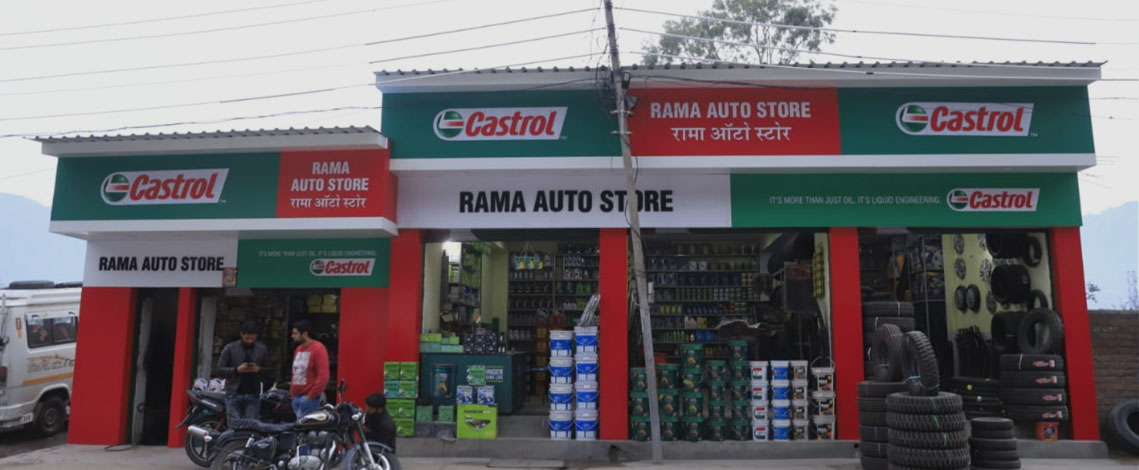 Castrol
RAMA AUTO STORE
रामा ऑटो स्टोर
Castrol
Castrol
RAMA
AUTO STORE
रामा ऑटो स्टोर
RAMA AUTO STORE
IT'S MORE THAN JUST OIL. IT'S LIQUID ENGINEERING.
Castrol
RAMA AUTO STORE
IT'S MORE THAN JUST OIL. IT'S LIQUID ENGINEERING.
Castrol